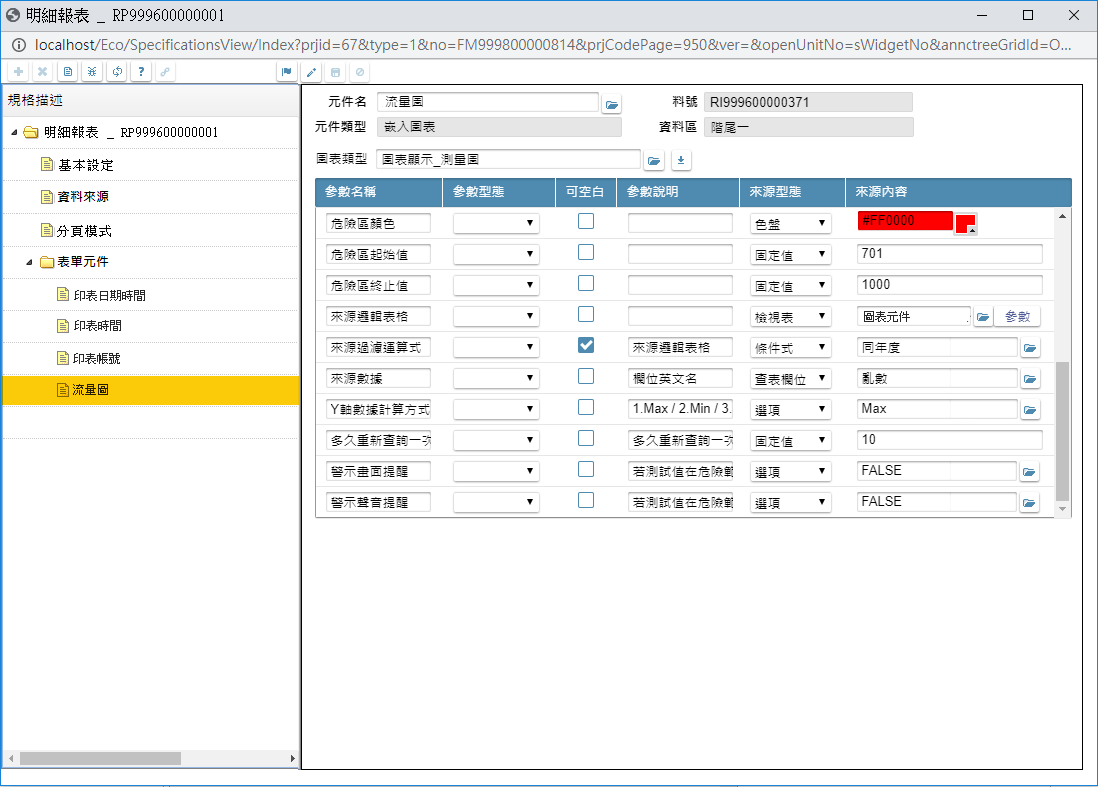 明細報表 _ RP999600000001
localhost/Eco/SpecificationsView/Index?prjid=67&type=1&no=FM999800000814&prjCodePage=950&ver=&openUnitNo=sWidgetNo&annctreeGridId=O...
規格描述
明細報表 _ RP999600000001
基本設定
資料來源
分頁模式
表單元件
印表日期時間
印表時間
印表帳號
流量圖
元件名 流量圖 料號 RI999600000371
元件類型 嵌入圖表 資料區 階尾一
圖表類型 圖表顯示_測量圖
參數名稱 參數型態 可空白 參數說明 來源型態 來源內容
危險區顏色 色盤 #FF0000
危險區起始值 固定值 701
危險區終止值 固定值 1000
來源邏輯表格 檢視表 圖表元件 參數
來源過濾運算式 來源邏輯表格 條件式 同年度
來源數據 欄位英文名 查表欄位 亂數
Y軸數據計算方式 1.Max / 2.Min / 3. 選項 Max
多久重新查詢一次 多久重新查詢一次 固定值 10
警示畫面提醒 若測試值在危險範 選項 FALSE
警示聲音提醒 若測試值在危險範 選項 FALSE